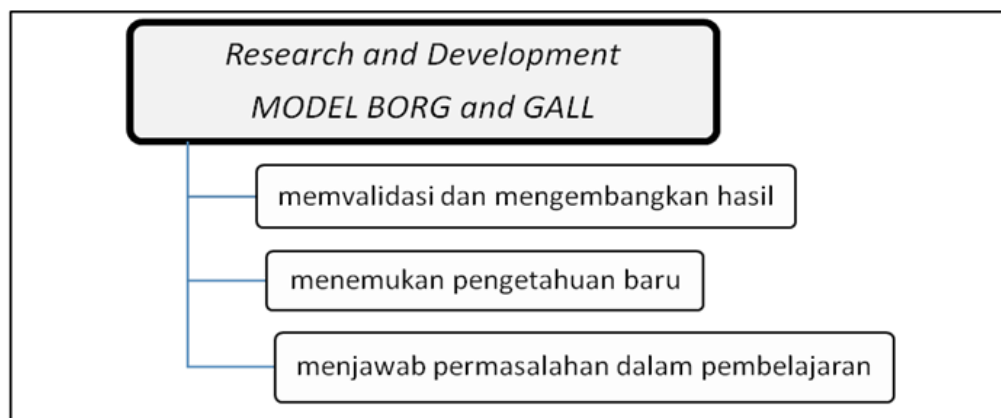 Research and Development
MODEL BORG and GALL
memvalidasi dan mengembangkan hasil
menemukan pengetahuan baru
menjawab permasalahan dalam pembelajaran